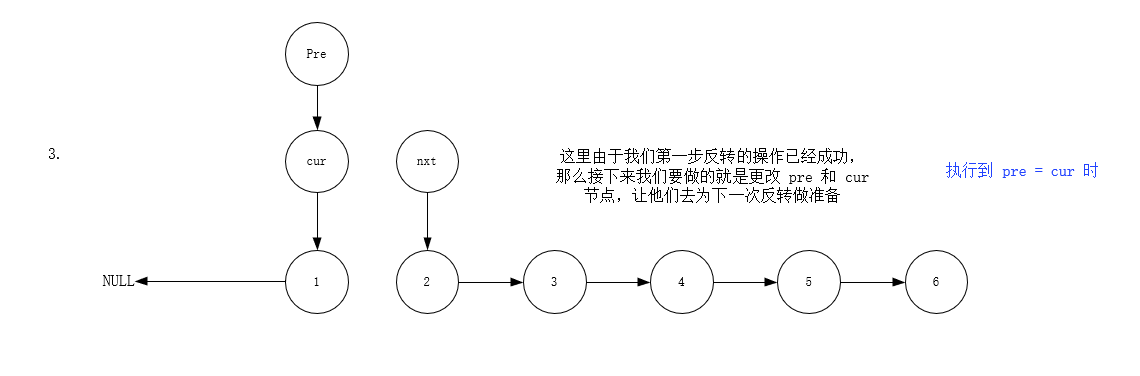 Pre
3.
cur
nxt
这里由于我们第一步反转的操作已经成功，
那么接下来我们要做的就是更改 pre 和 cur
节点，让他们去为下一次反转做准备
执行到 pre = cur 时
NULL
1
2
3
4
5
6